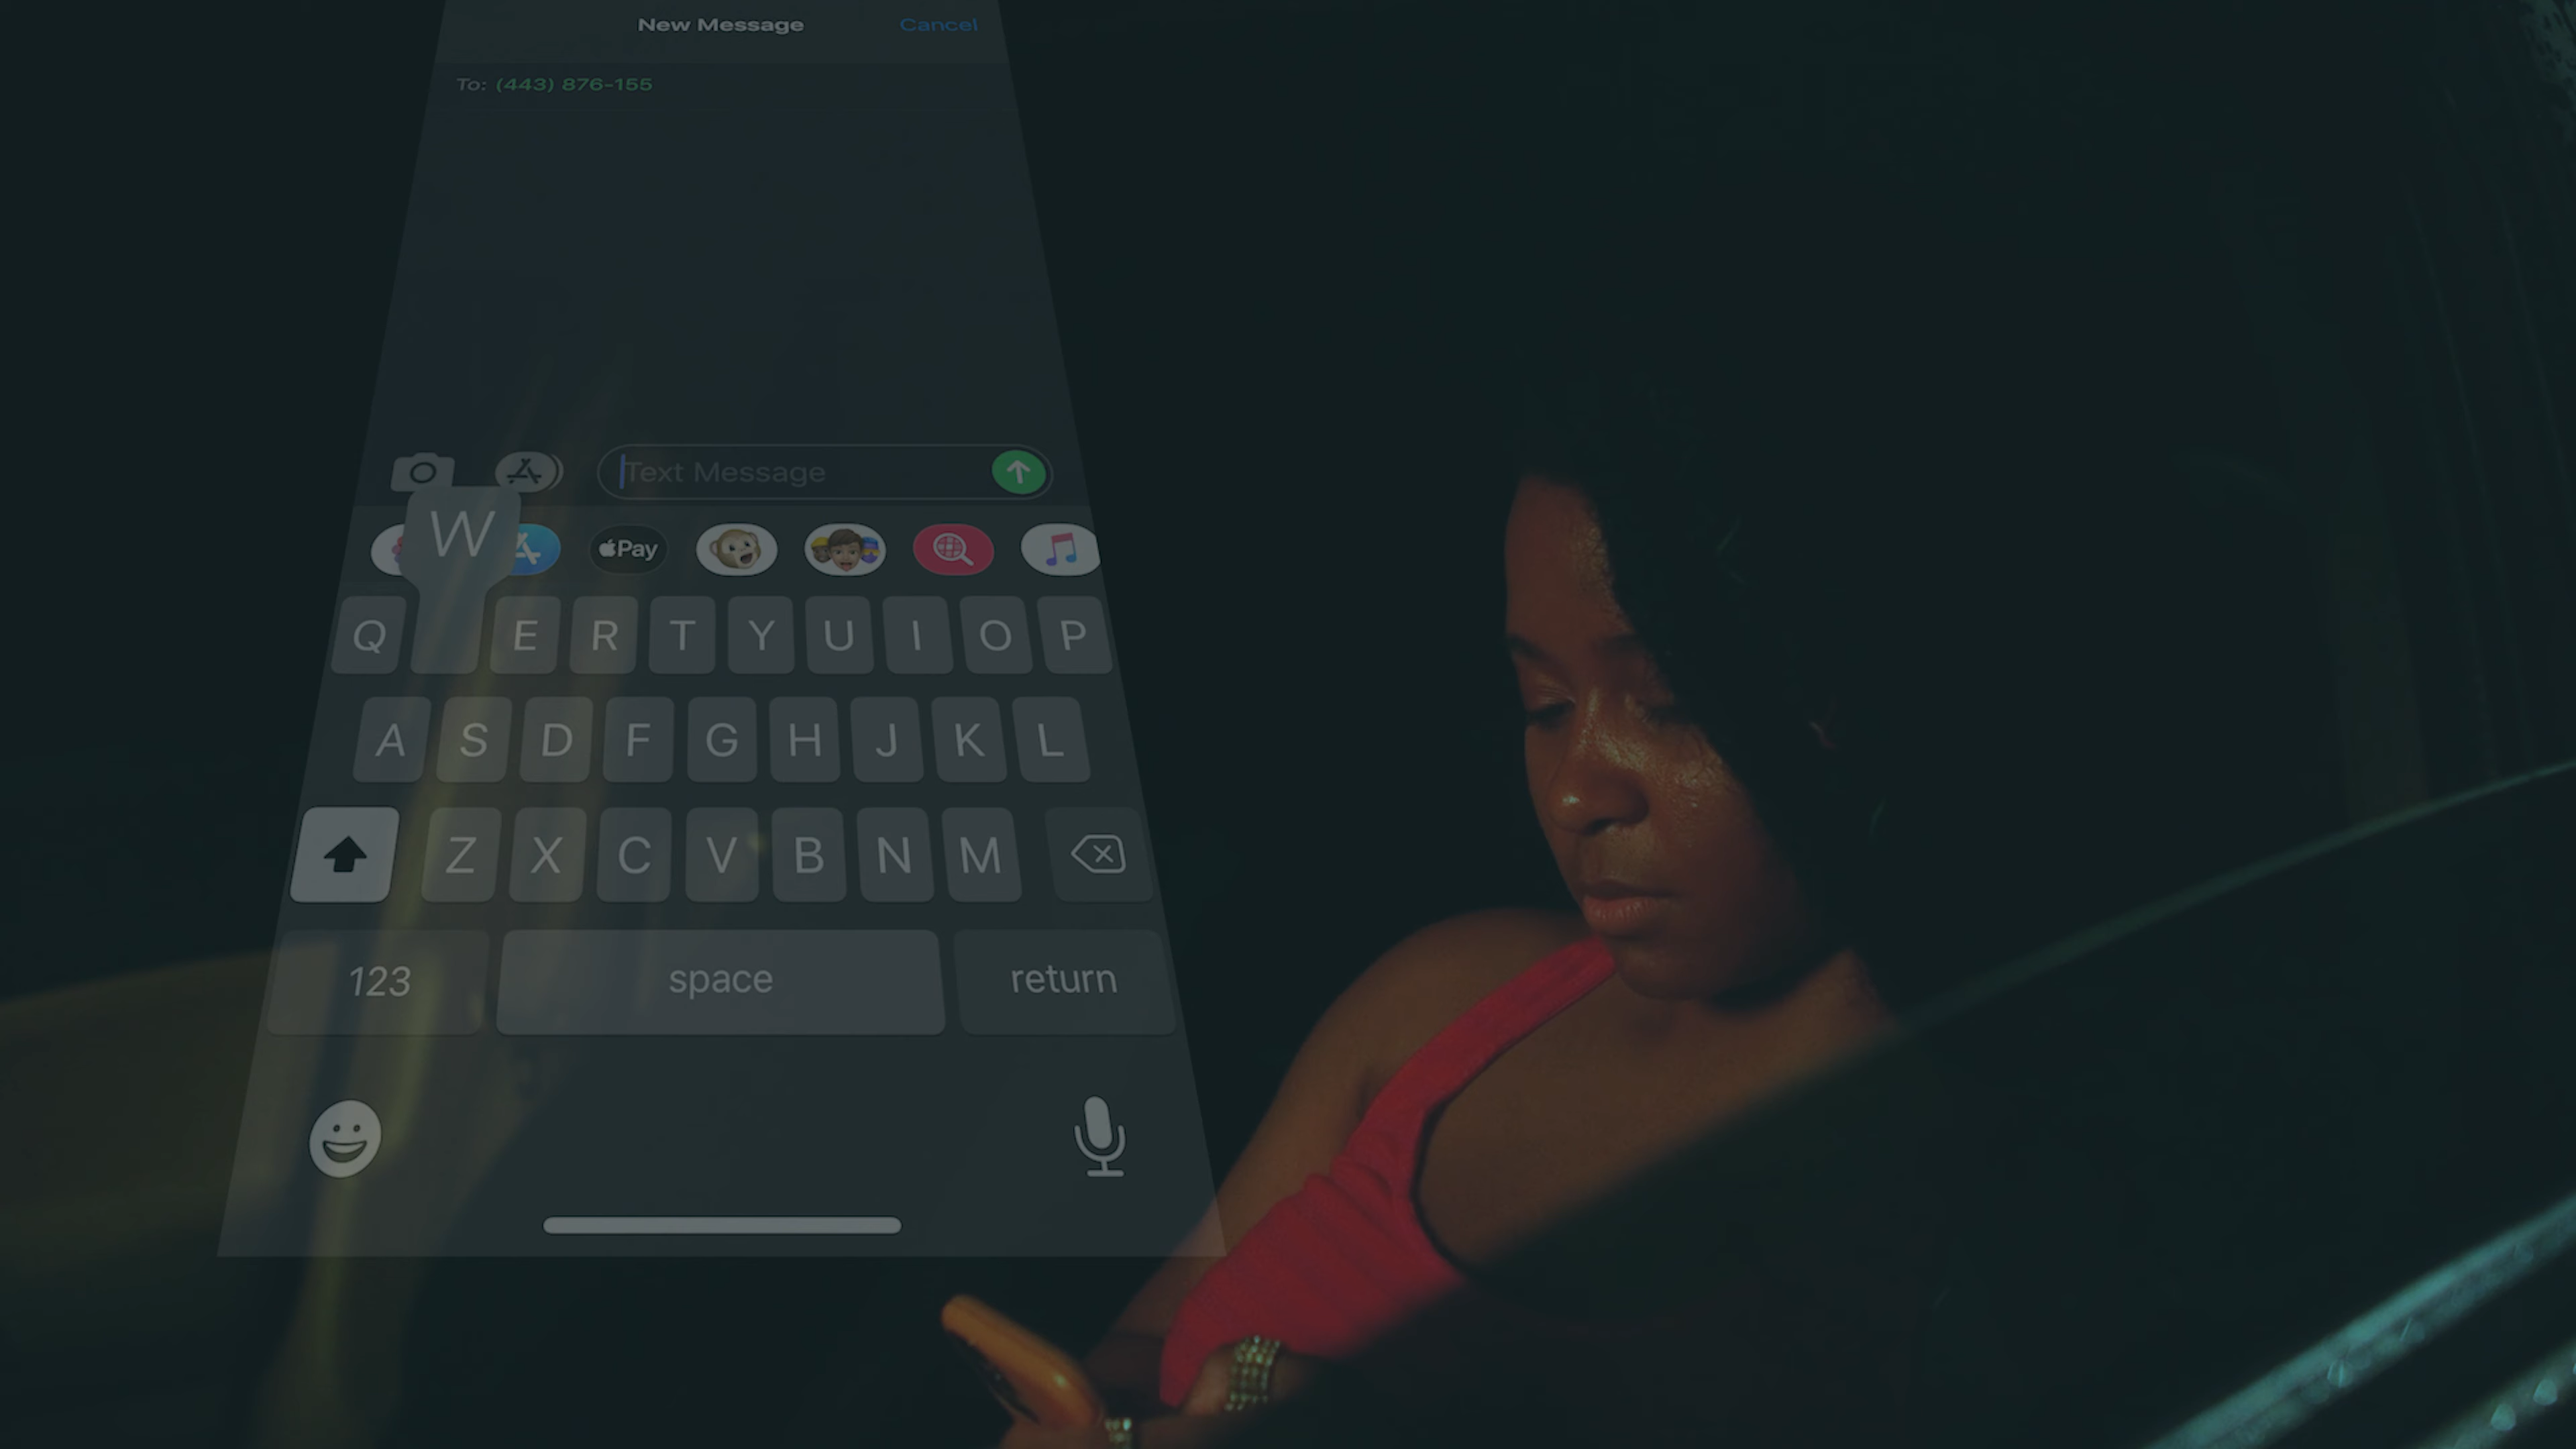 New Message Cancel
To: (443) 876-155
Text Message
Pay
W
Q E R T Y U I O P
A S D F G H J K L
Z X C V B N M
123 space return